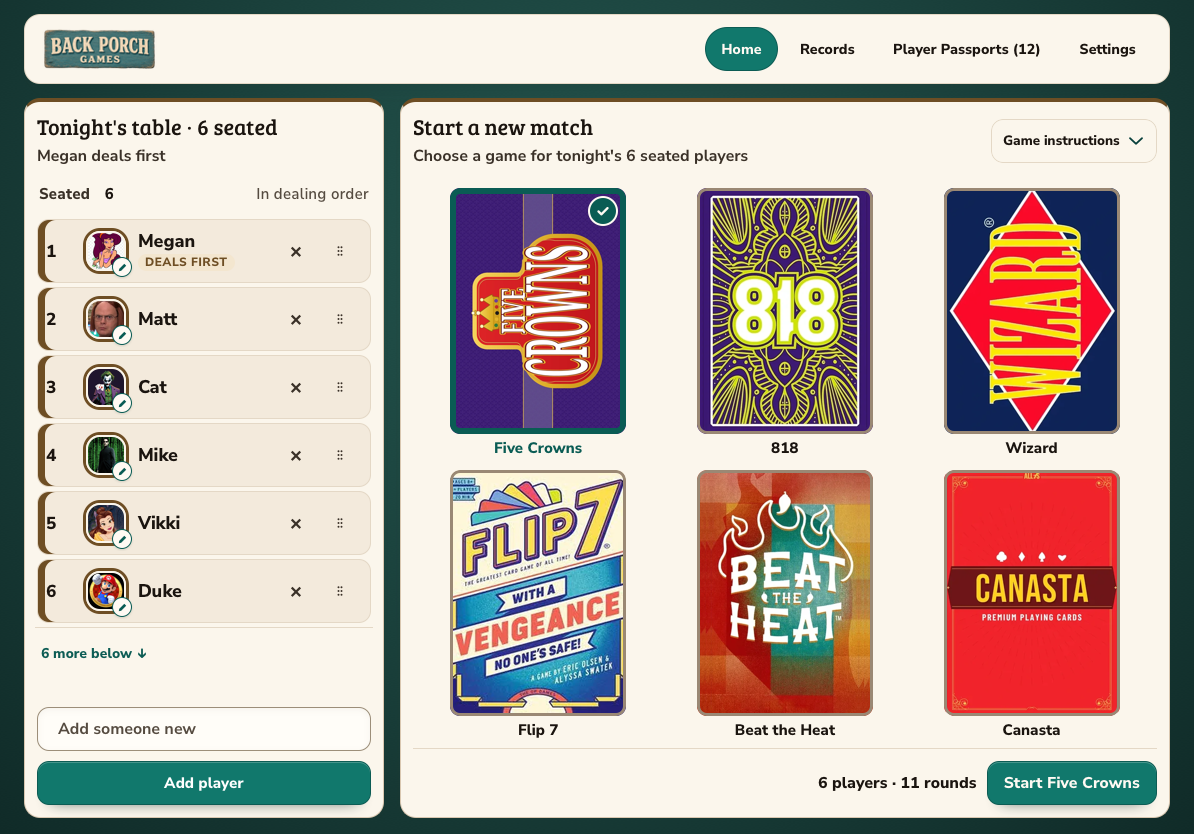 BACK PORCH
GAMES
Home
Records
Player Passports (12)
Settings
Tonight's table · 6 seated
Megan deals first
Seated 6
In dealing order
1
Megan
DEALS FIRST
2
Matt
3
Cat
4
Mike
5
Vikki
6
Duke
6 more below ↓
Add someone new
Add player
Start a new match
Choose a game for tonight's 6 seated players
Game instructions
FIVE
CROWNS
Five Crowns
818
818
WIZARD
®
Wizard
FLIP 7
®
THE GREATEST CARD GAME OF ALL TIME?
WITH A
VENGEANCE
NO ONE'S SAFE!
A GAME BY ERIC OLSEN &
ALYSSA SWATEK
Flip 7
BEAT
THE
HEAT
™
Beat the Heat
CANASTA
PREMIUM PLAYING CARDS
Canasta
6 players · 11 rounds
Start Five Crowns